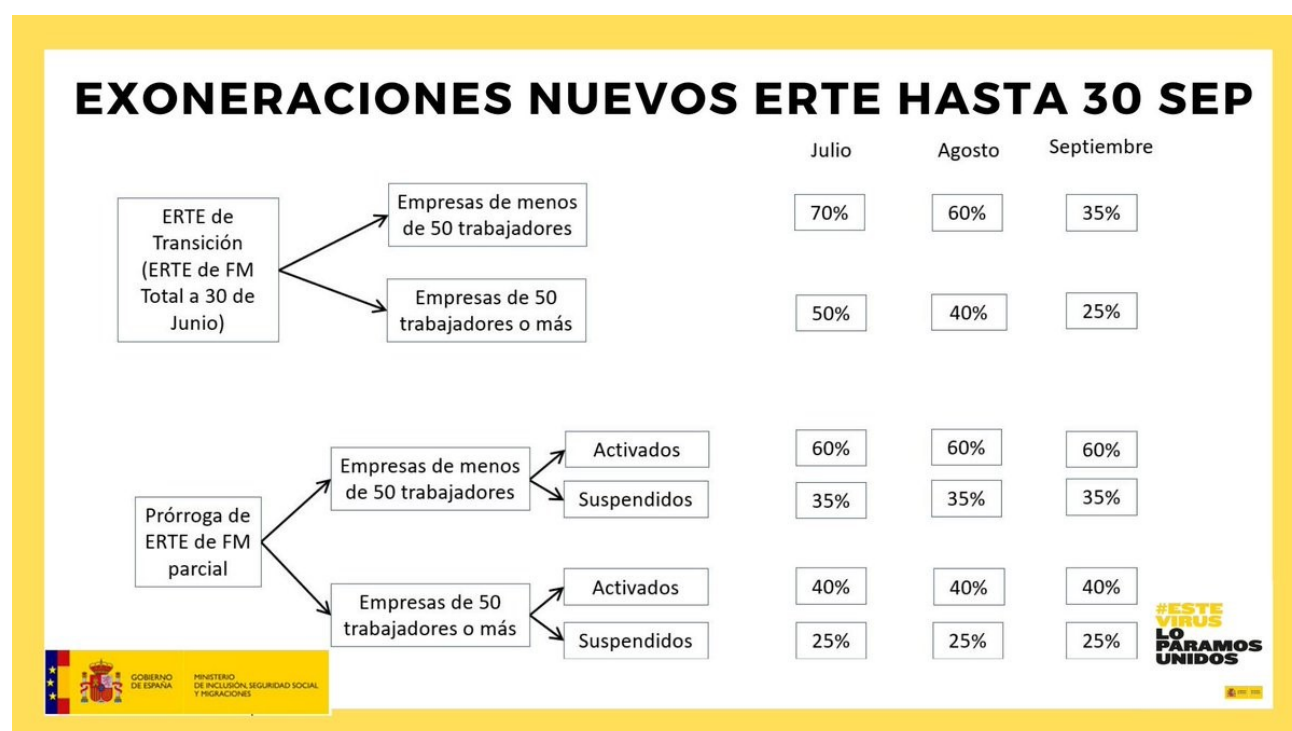 EXONERACIONES NUEVOS ERTE HASTA 30 SEP
Julio Agosto Septiembre
ERTE de
Transición
(ERTE de FM
Total a 30 de
Junio)
Empresas de menos
de 50 trabajadores
70% 60% 35%
Empresas de 50
trabajadores o más
50% 40% 25%
Prórroga de
ERTE de FM
parcial
Empresas de menos
de 50 trabajadores
Activados
60% 60% 60%
Suspendidos
35% 35% 35%
Empresas de 50
trabajadores o más
Activados
40% 40% 40%
Suspendidos
25% 25% 25%
#ESTE
VIRUS
LO
PARAMOS
UNIDOS
GOBIERNO
DE ESPAÑA
MINISTERIO
DE INCLUSIÓN, SEGURIDAD SOCIAL
Y MIGRACIONES